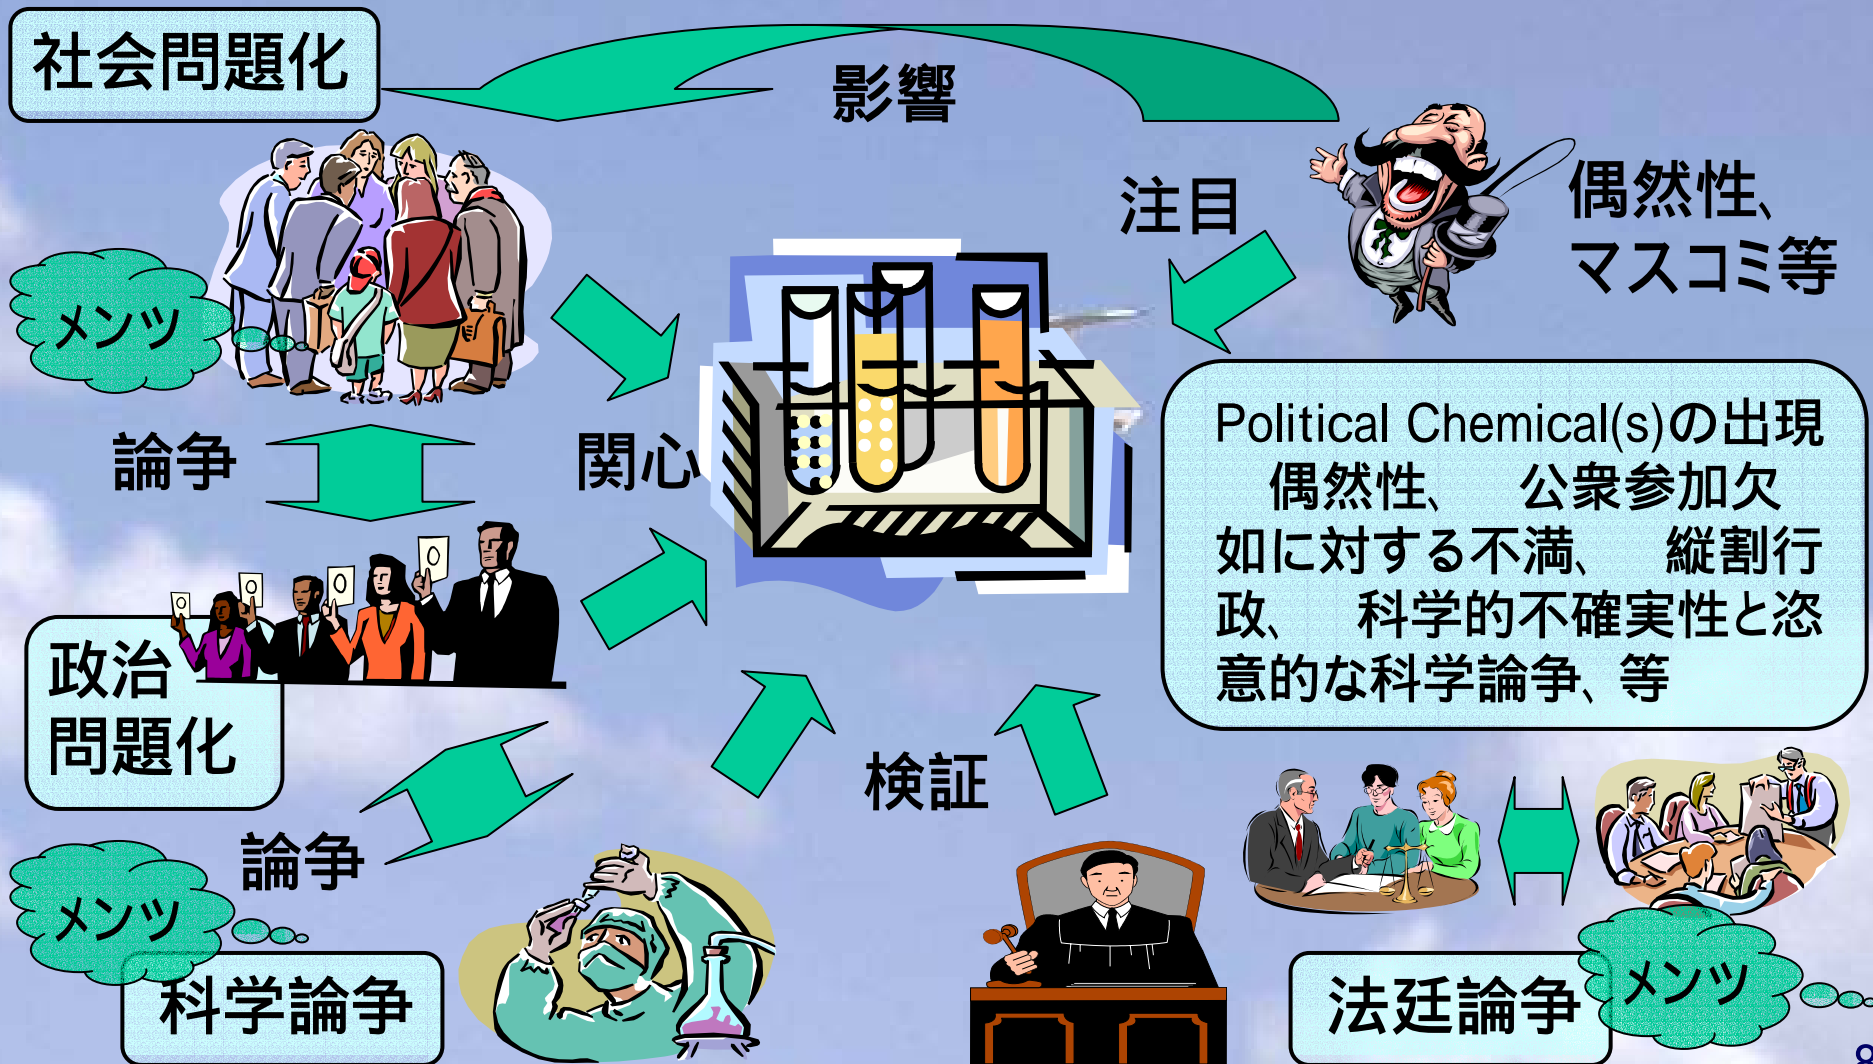 社会問題化
影響
注目
偶然性、
マスコミ等
メンツ
論争
関心
Political Chemical(s)の出現
偶然性、 公衆参加欠
如に対する不満、 縦割行
政、 科学的不確実性と恣
意的な科学論争、等
政治
問題化
検証
論争
メンツ
科学論争
法廷論争
メンツ